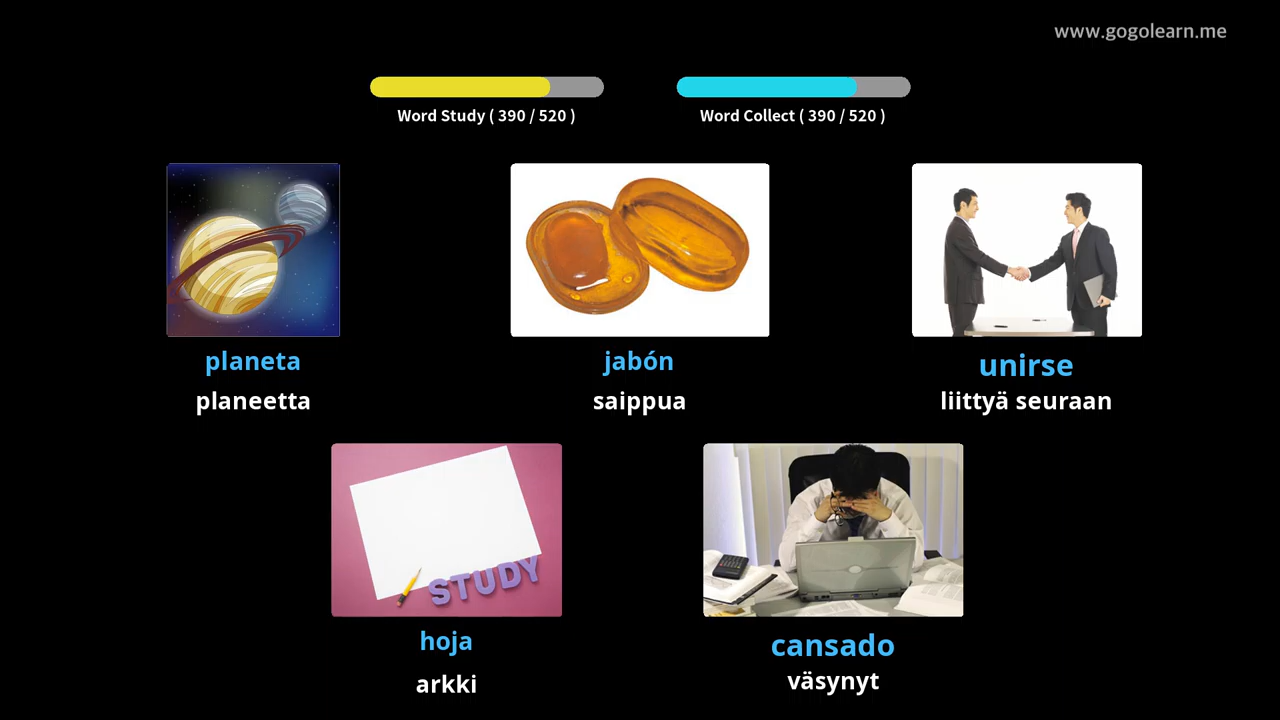 www.gogolearn.me
Word Study ( 390 / 520 )
Word Collect ( 390 / 520 )
planeta
planeetta
jabón
saippua
unirse
liittyä seuraan
STUDY
hoja
arkki
cansado
väsynyt